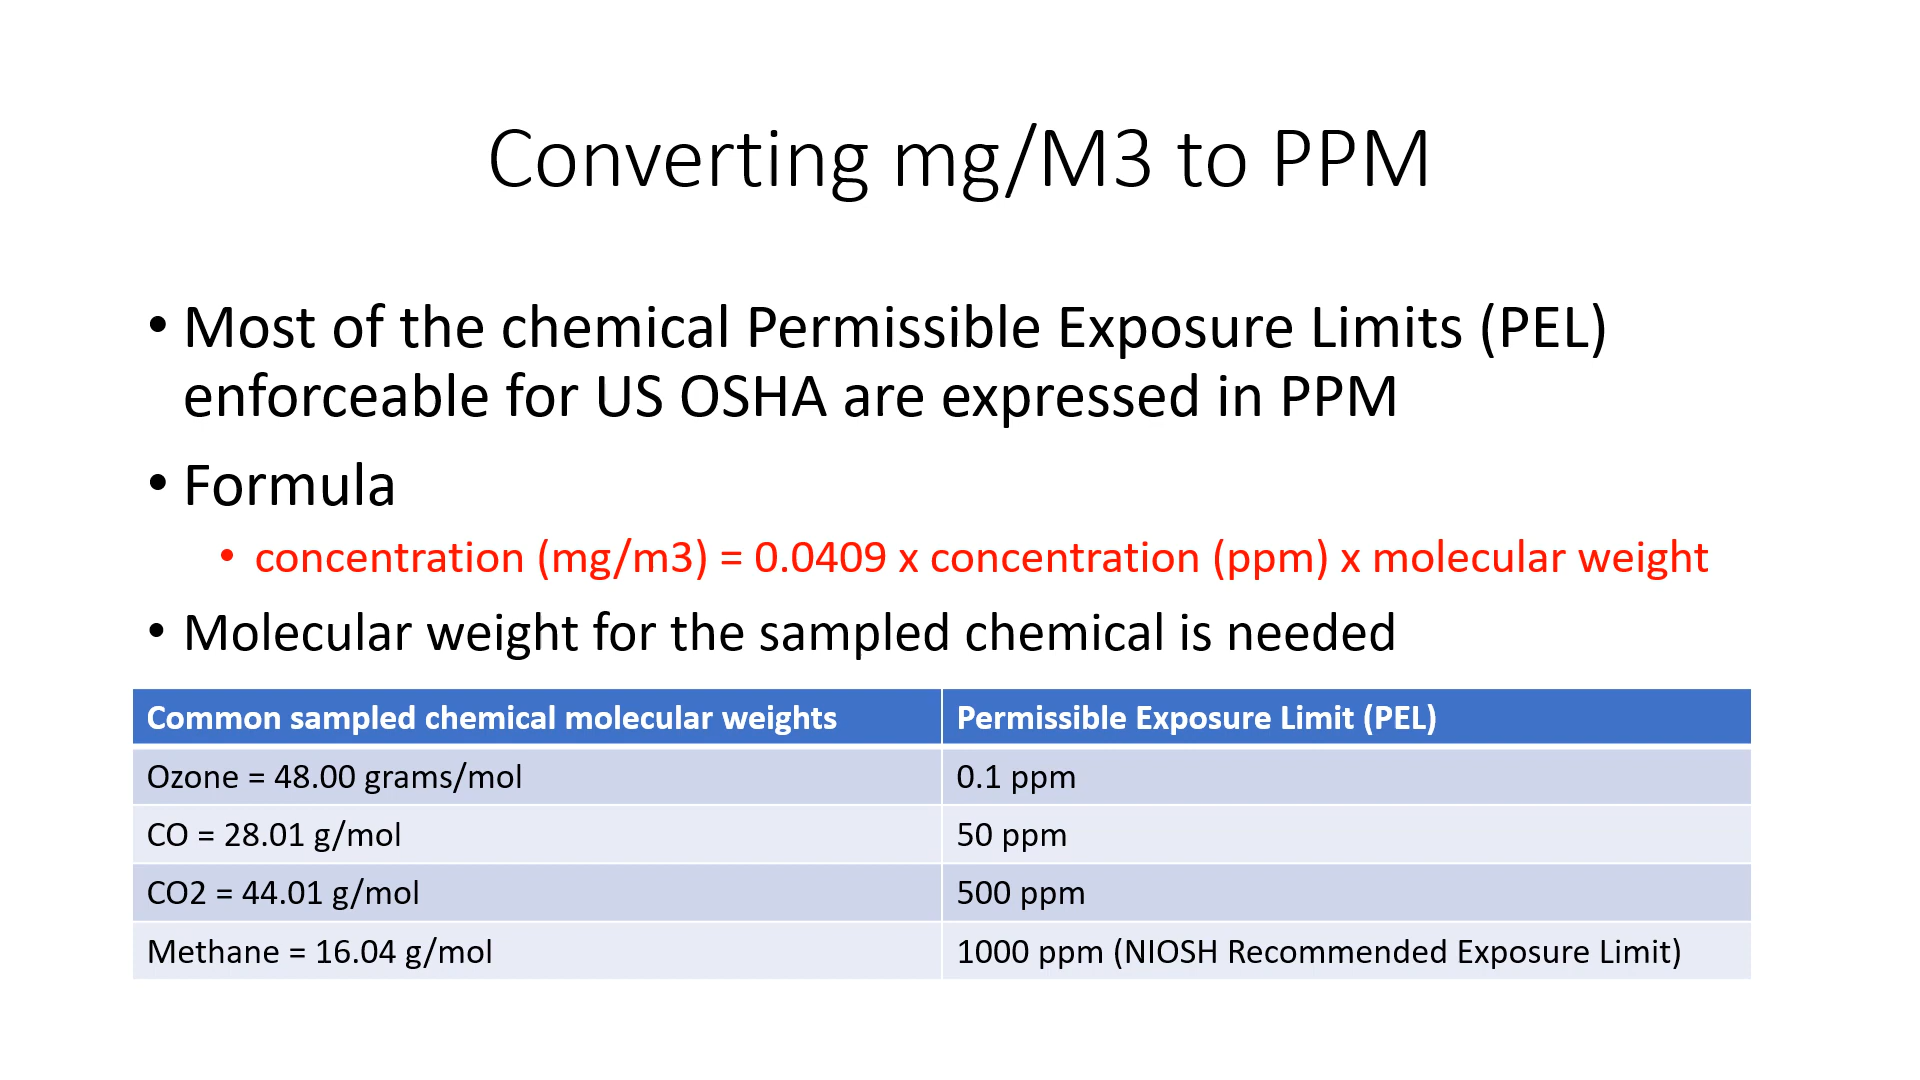 Converting mg/M3 to PPM
• Most of the chemical Permissible Exposure Limits (PEL)
enforceable for US OSHA are expressed in PPM
• Formula
• concentration (mg/m3) = 0.0409 x concentration (ppm) x molecular weight
• Molecular weight for the sampled chemical is needed
Common sampled chemical molecular weights Permissible Exposure Limit (PEL)
Ozone = 48.00 grams/mol 0.1 ppm
CO = 28.01 g/mol 50 ppm
CO2 = 44.01 g/mol 500 ppm
Methane = 16.04 g/mol 1000 ppm (NIOSH Recommended Exposure Limit)